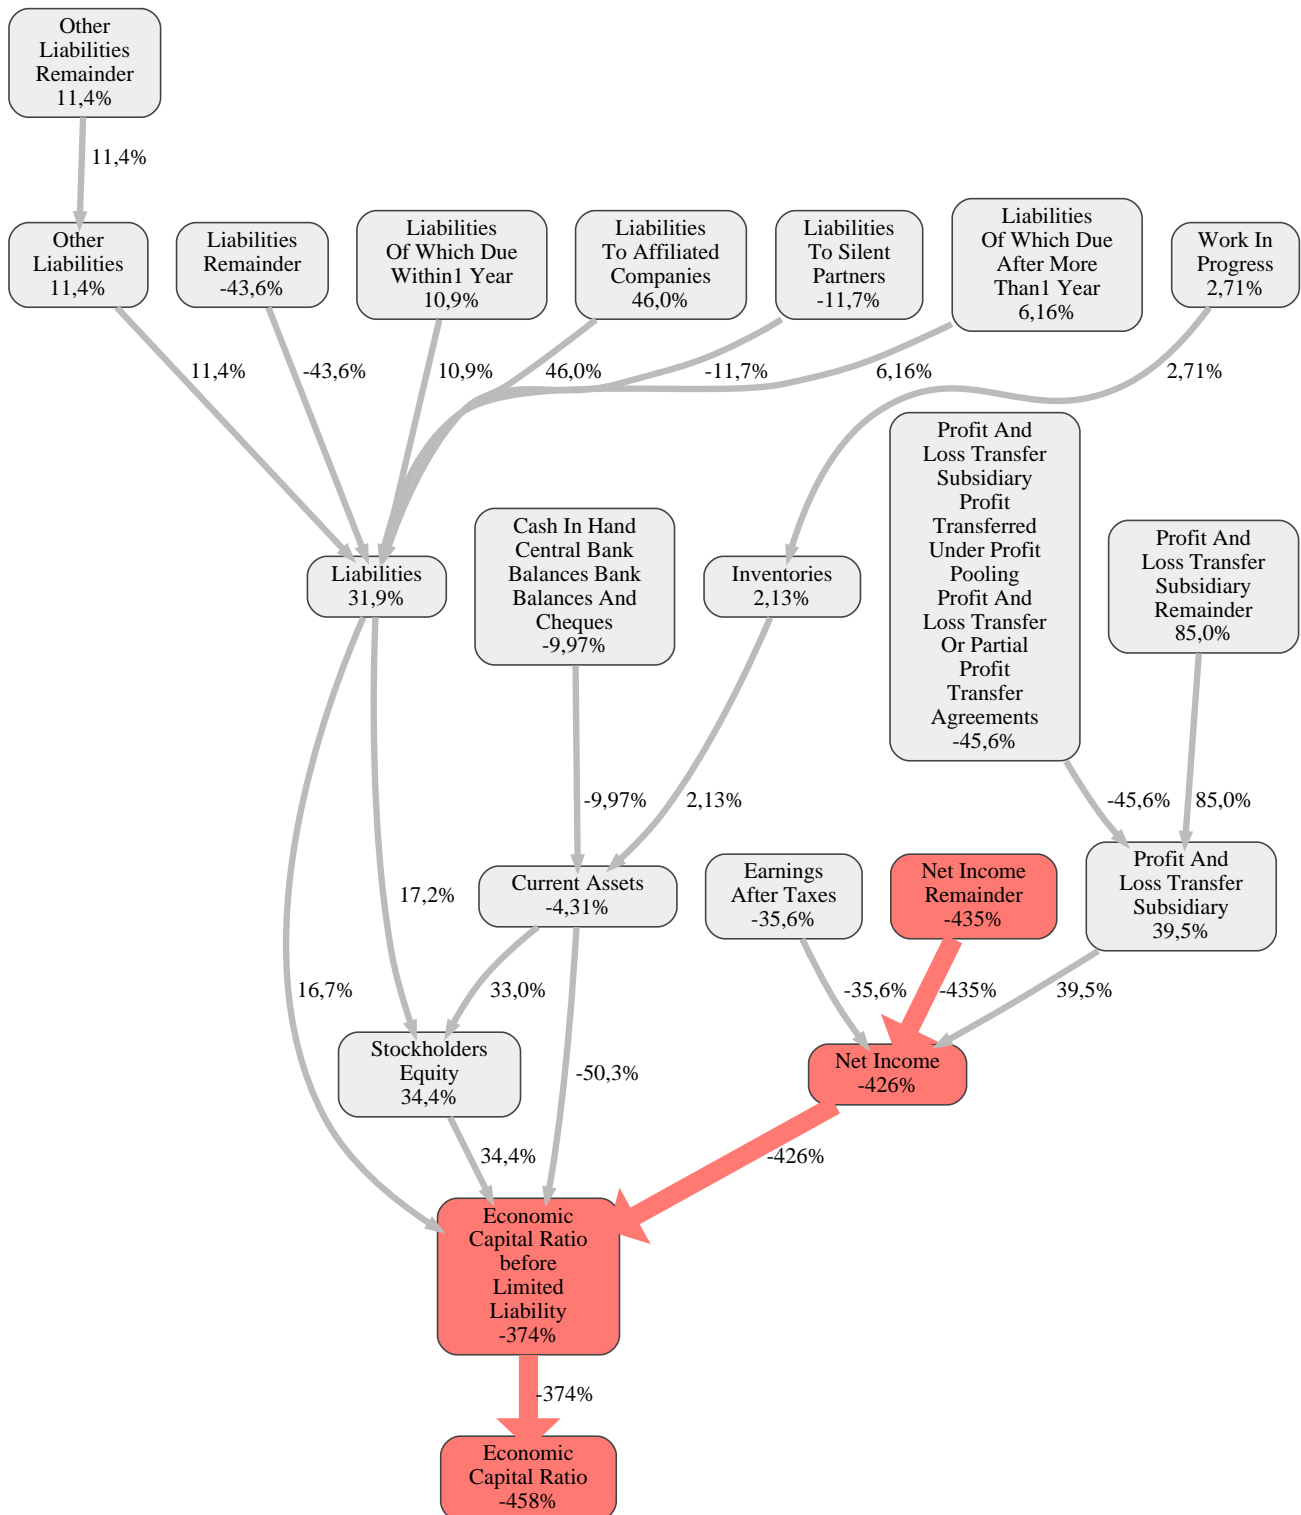 Other
Liabilities
Remainder
11,4%
11,4%
Other
Liabilities
11,4%
Liabilities
Remainder
-43,6%
Liabilities
Of Which Due
Within1 Year
10,9%
Liabilities
To Affiliated
Companies
46,0%
Liabilities
To Silent
Partners
-11,7%
Liabilities
Of Which Due
After More
Than1 Year
6,16%
Work In
Progress
2,71%
11,4%
-43,6%
10,9%
46,0%
-11,7%
6,16%
2,71%
Liabilities
31,9%
Cash In Hand
Central Bank
Balances Bank
Balances And
Cheques
-9,97%
Inventories
2,13%
Profit And
Loss Transfer
Subsidiary
Profit
Transferred
Under Profit
Pooling
Profit And
Loss Transfer
Or Partial
Profit
Transfer
Agreements
-45,6%
Profit And
Loss Transfer
Subsidiary
Remainder
85,0%
-9,97%
2,13%
-45,6%
85,0%
17,2%
Current Assets
-4,31%
Earnings
After Taxes
-35,6%
Net Income
Remainder
-435%
Profit And
Loss Transfer
Subsidiary
39,5%
16,7%
33,0%
-35,6%
-435%
39,5%
Stockholders
Equity
34,4%
-50,3%
Net Income
-426%
34,4%
-426%
Economic
Capital Ratio
before
Limited
Liability
-374%
-374%
Economic
Capital Ratio
-458%